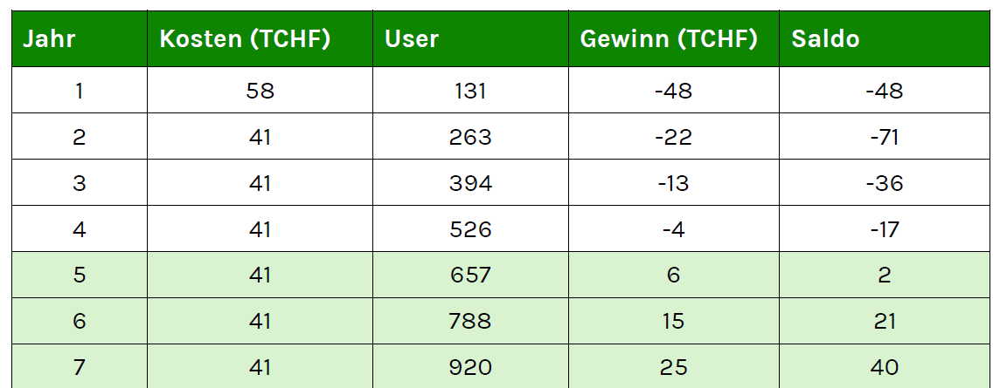 Jahr Kosten (TCHF) User Gewinn (TCHF) Saldo
1 58 131 -48 -48
2 41 263 -22 -71
3 41 394 -13 -36
4 41 526 -4 -17
5 41 657 6 2
6 41 788 15 21
7 41 920 25 40